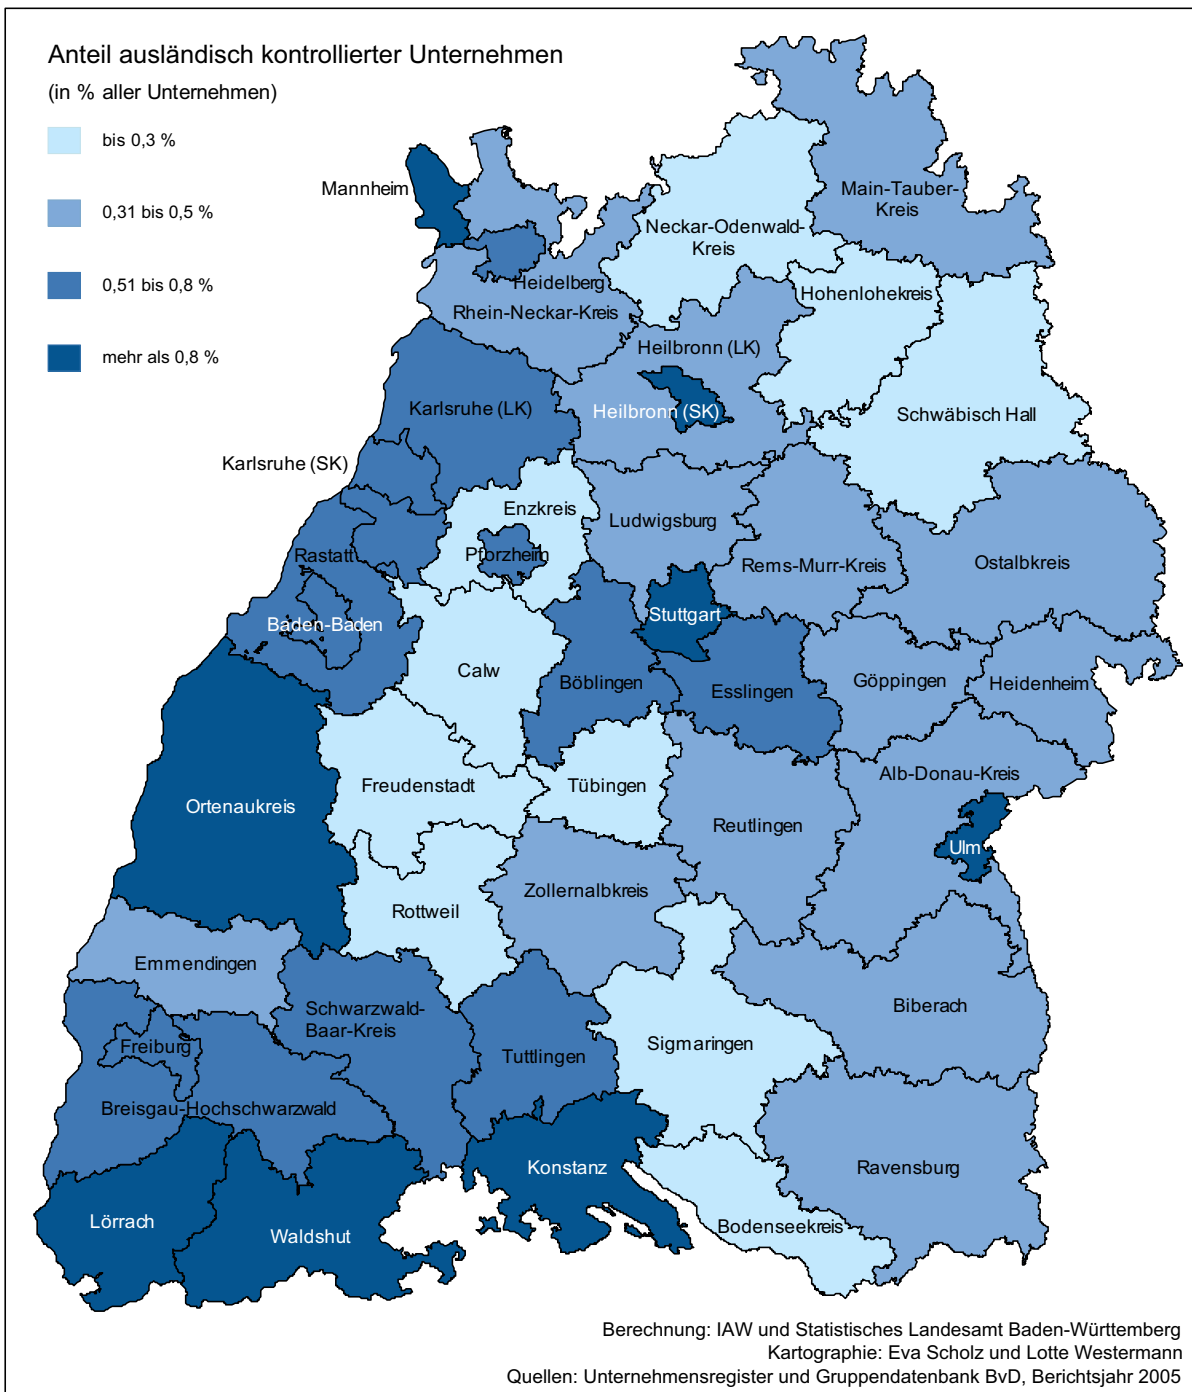 Anteil ausländisch kontrollierter Unternehmen
(in % aller Unternehmen)
bis 0,3 %
0,31 bis 0,5 %
0,51 bis 0,8 %
mehr als 0,8 %
Mannheim
Main-Tauber-
Kreis
Neckar-Odenwald-
Kreis
Heidelberg
Hohenlohekreis
Rhein-Neckar-Kreis
Heilbronn (LK)
Karlsruhe (LK)
Heilbronn (SK)
Schwäbisch Hall
Karlsruhe (SK)
Enzkreis
Ludwigsburg
Rastatt
Pforzheim
Rems-Murr-Kreis
Ostalbkreis
Stuttgart
Baden-Baden
Calw
Böblingen
Esslingen
Göppingen
Heidenheim
Alb-Donau-Kreis
Freudenstadt
Tübingen
Ortenaukreis
Reutlingen
Ulm
Zollernalbkreis
Rottweil
Emmendingen
Schwarzwald-
Baar-Kreis
Biberach
Freiburg
Tuttlingen
Sigmaringen
Breisgau-Hochschwarzwald
Konstanz
Ravensburg
Lörrach
Waldshut
Bodenseekreis
Berechnung: IAW und Statistisches Landesamt Baden-Württemberg
Kartographie: Eva Scholz und Lotte Westermann
Quellen: Unternehmensregister und Gruppendatenbank BvD, Berichtsjahr 2005